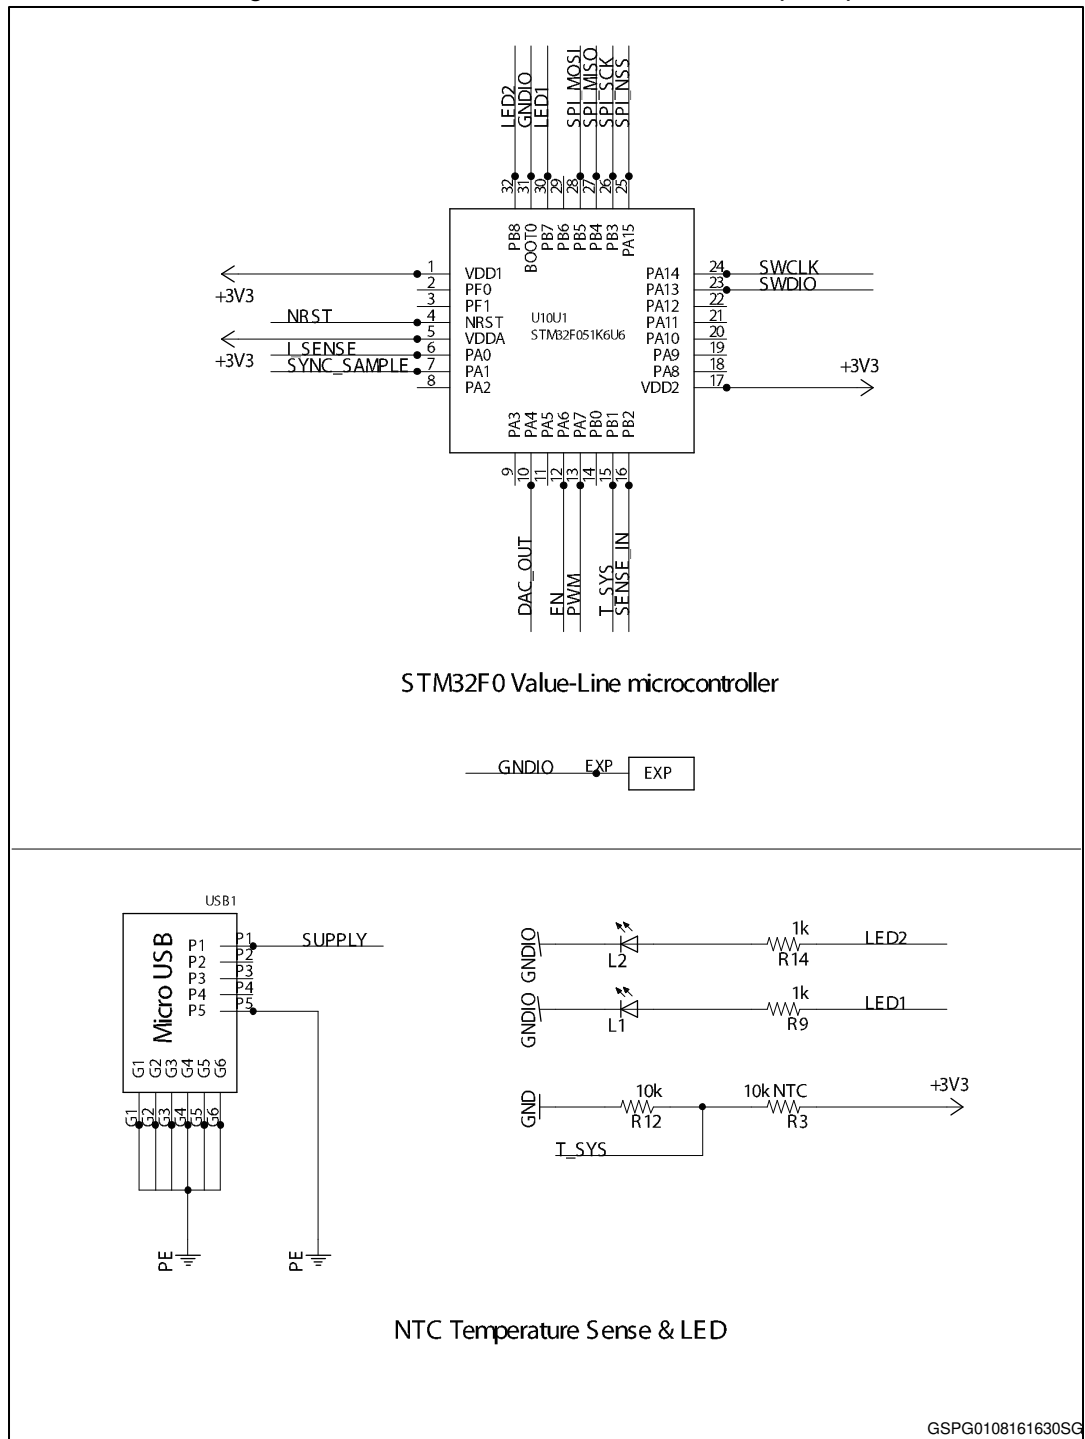 LED2
GNDIO
LED1
SPI_MOSI
SPI_MISO
SPI_SCK
SPI_NSS
32
31
30
29
28
27
26
25
PB8
BOOT0
PB7
PB6
PB5
PB4
PB3
PA15
+3V3
NRST
+3V3
I_SENSE
SYNC_SAMPLE
1 VDD1
2 PF0
3 PF1
4 NRST
5 VDDA
6 PA0
7 PA1
8 PA2
U10U1
STM32F051K6U6
PA14 24 SWCLK
PA13 23 SWDIO
PA12 22
PA11 21
PA10 20
PA9 19
PA8 18
VDD2 17
+3V3
PA3
PA4
PA5
PA6
PA7
PB0
PB1
PB2
9
10
11
12
13
14
15
16
DAC_OUT
EN
PWM
T_SYS
SENSE_IN
STM32F0 Value-Line microcontroller
GNDIO EXP EXP
USB1
Micro USB
P1 P1 SUPPLY
P2 P2
P3 P3
P4 P4
P5 P5
G1
G2
G3
G4
G5
G6
G1
G2
G3
G4
G5
G6
PE
PE
GNDIO
L2
1k
R14
LED2
GNDIO
L1
1k
R9
LED1
GND
10k
R12
10k NTC
R3
+3V3
T_SYS
NTC Temperature Sense & LED
GSPG0108161630SG